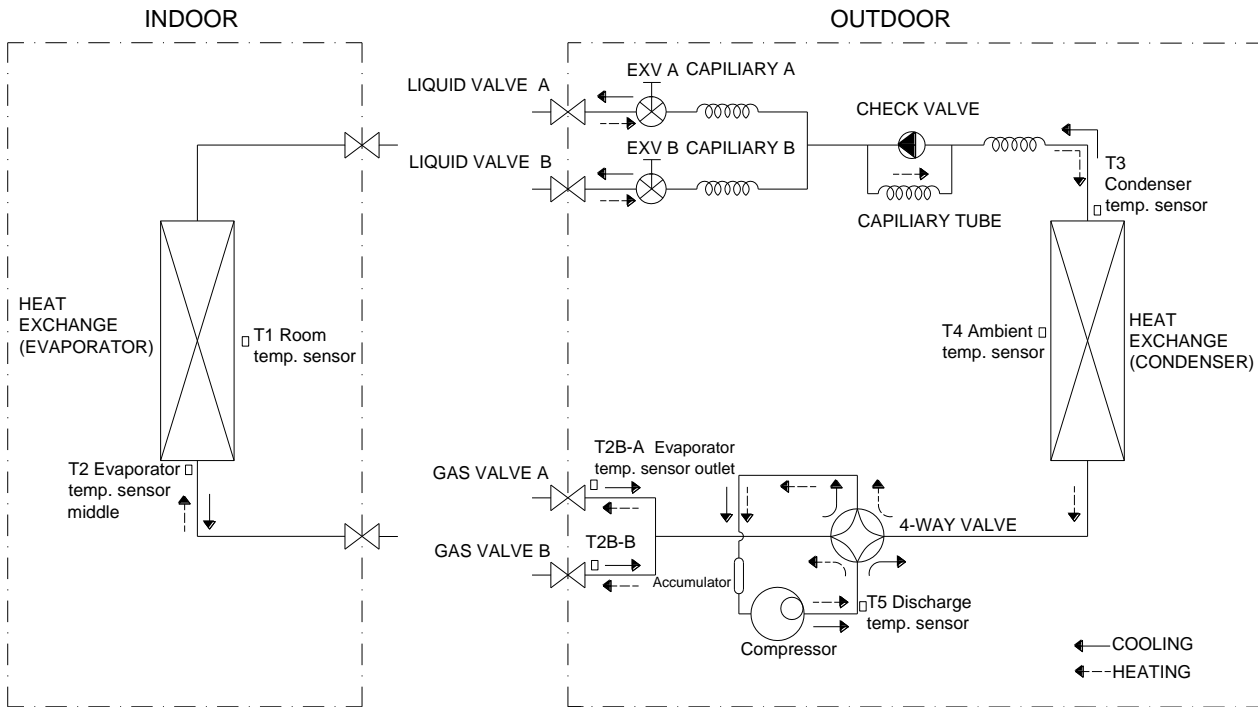 INDOOR
OUTDOOR
LIQUID VALVE A
EXV A
CAPILIARY A
CHECK VALVE
LIQUID VALVE B
EXV B
CAPILIARY B
T3
Condenser
temp. sensor
CAPILIARY TUBE
HEAT
EXCHANGE
(EVAPORATOR)
T1 Room
temp. sensor
T4 Ambient
temp. sensor
HEAT
EXCHANGE
(CONDENSER)
T2 Evaporator
temp. sensor
middle
GAS VALVE A
T2B-A Evaporator
temp. sensor outlet
4-WAY VALVE
GAS VALVE B
T2B-B
Accumulator
T5 Discharge
temp. sensor
Compressor
COOLING
HEATING